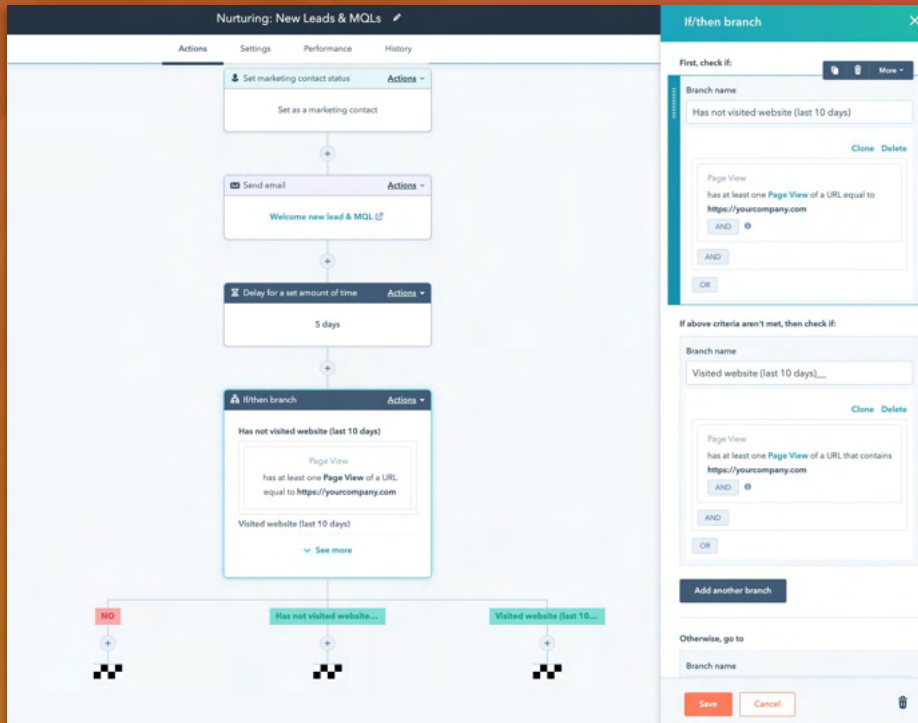 Nurturing: New Leads & MQLs
Actions Settings Performance History
Set marketing contact status Actions
Set as a marketing contact
Send email Actions
Welcome new lead & MQL
Delay for a set amount of time Actions
5 days
If/then branch Actions
Has not visited website (last 10 days)
Page View
has at least one Page View of a URL
equal to https://yourcompany.com
Visited website (last 10 days)
See more
NO
Has not visited website...
Visited website (last 10...
If/then branch
First, check if:
More
Branch name
Has not visited website (last 10 days)
Clone Delete
Page View
has at least one Page View of a URL equal to
https://yourcompany.com
AND
AND
OR
If above criteria aren't met, then check if:
Branch name
Visited website (last 10 days)__
Clone Delete
Page View
has at least one Page View of a URL that contains
https://yourcompany.com
AND
AND
OR
Add another branch
Otherwise, go to
Branch name
Save Cancel